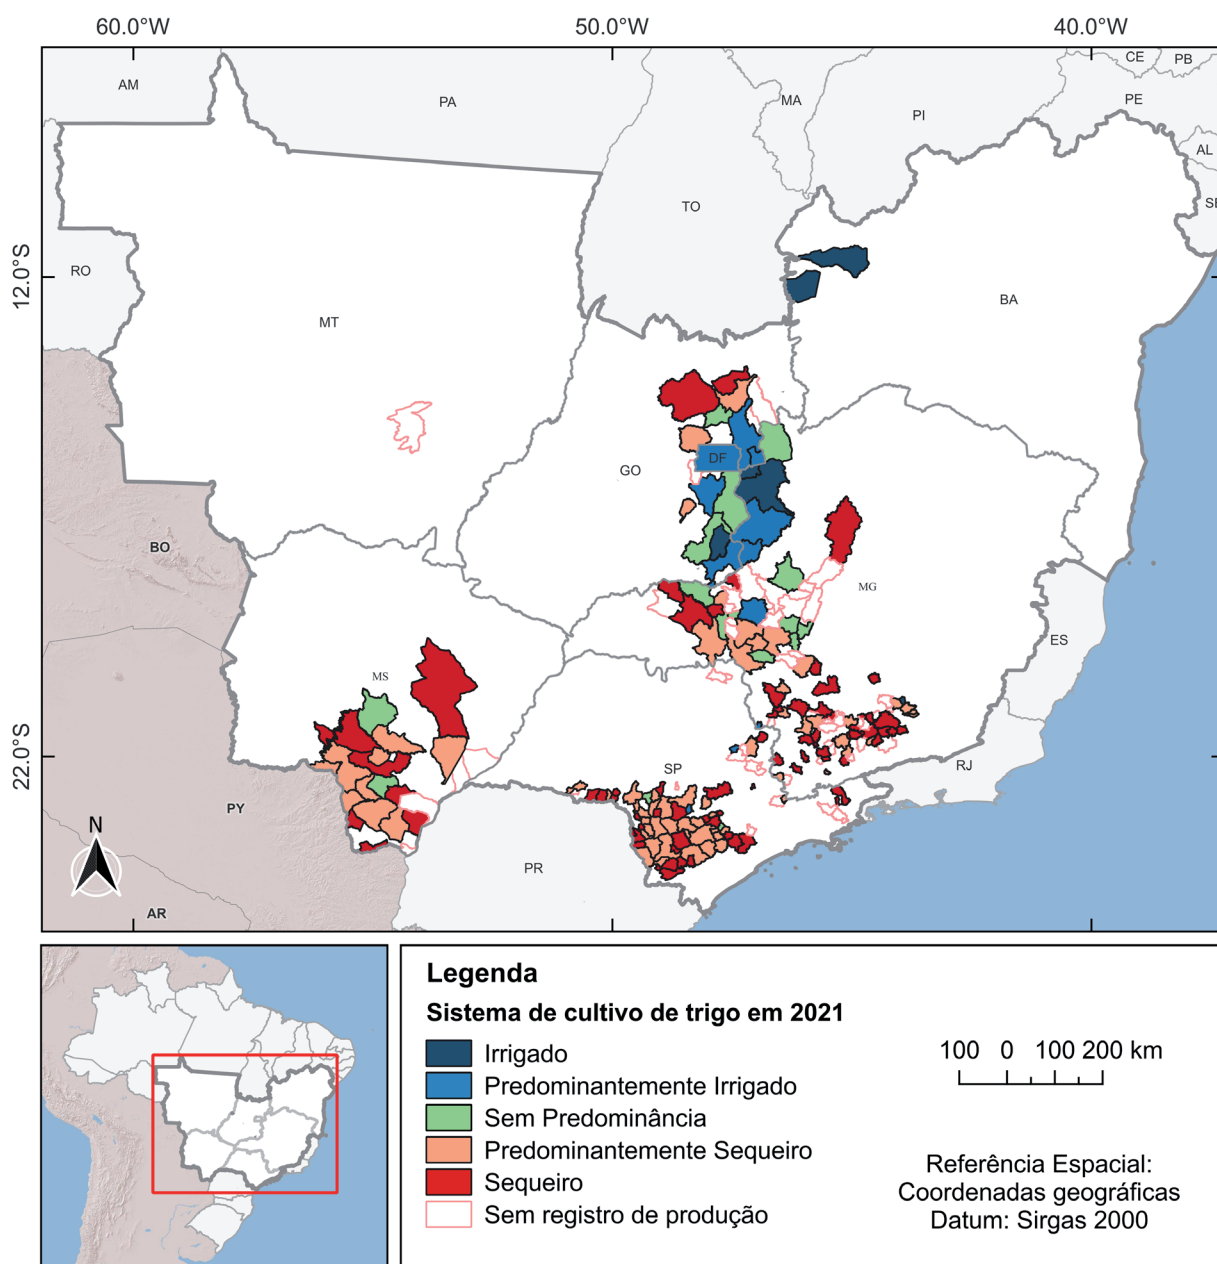 60.0°W 50.0°W 40.0°W
AM
PA
MA
PI
CE
PB
PE
AL
TO
12.0°S
RO
MT
BA
GO
DF
BO
MG
ES
MS
22.0°S
SP
RJ
PY
N
PR
AR
Legenda
Sistema de cultivo de trigo em 2021
Irrigado
Predominantemente Irrigado
Sem Predominância
Predominantemente Sequeiro
Sequeiro
Sem registro de produção
100 0 100 200 km
Referência Espacial:
Coordenadas geográficas
Datum: Sirgas 2000